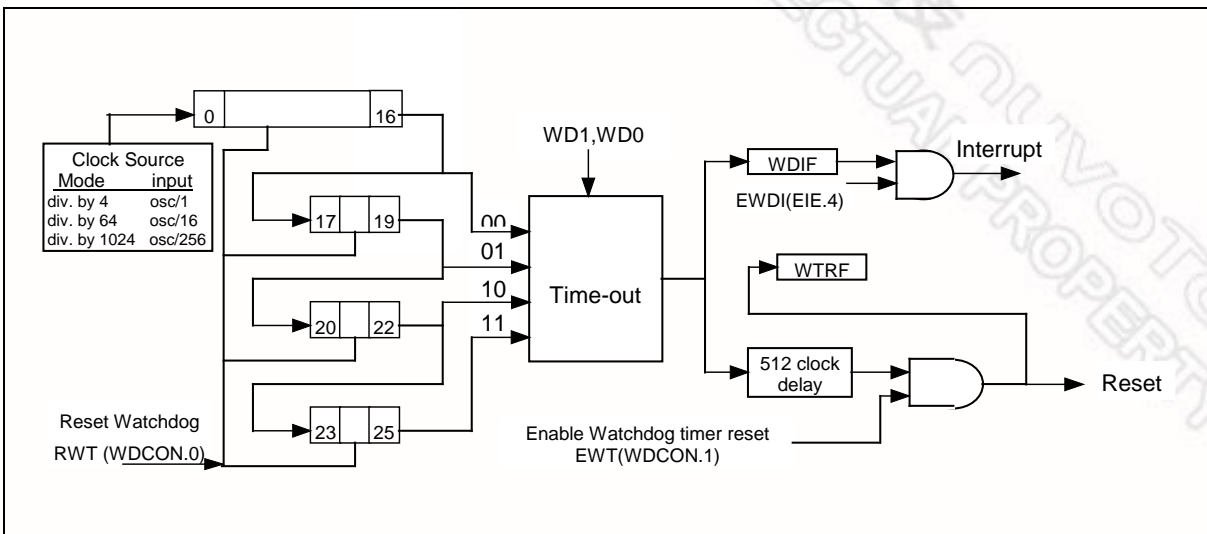 0 16
Clock Source
Mode input
div. by 4 osc/1
div. by 64 osc/16
div. by 1024 osc/256
17 19
20 22
23 25
Reset Watchdog
RWT (WDCON.0)
WD1,WD0
00
01
10
11
Time-out
WDIF
EWDI(EIE.4)
Interrupt
WTRF
512 clock
delay
Reset
Enable Watchdog timer reset
EWT(WDCON.1)
nuvoTo
ECTUAL PROPERTY